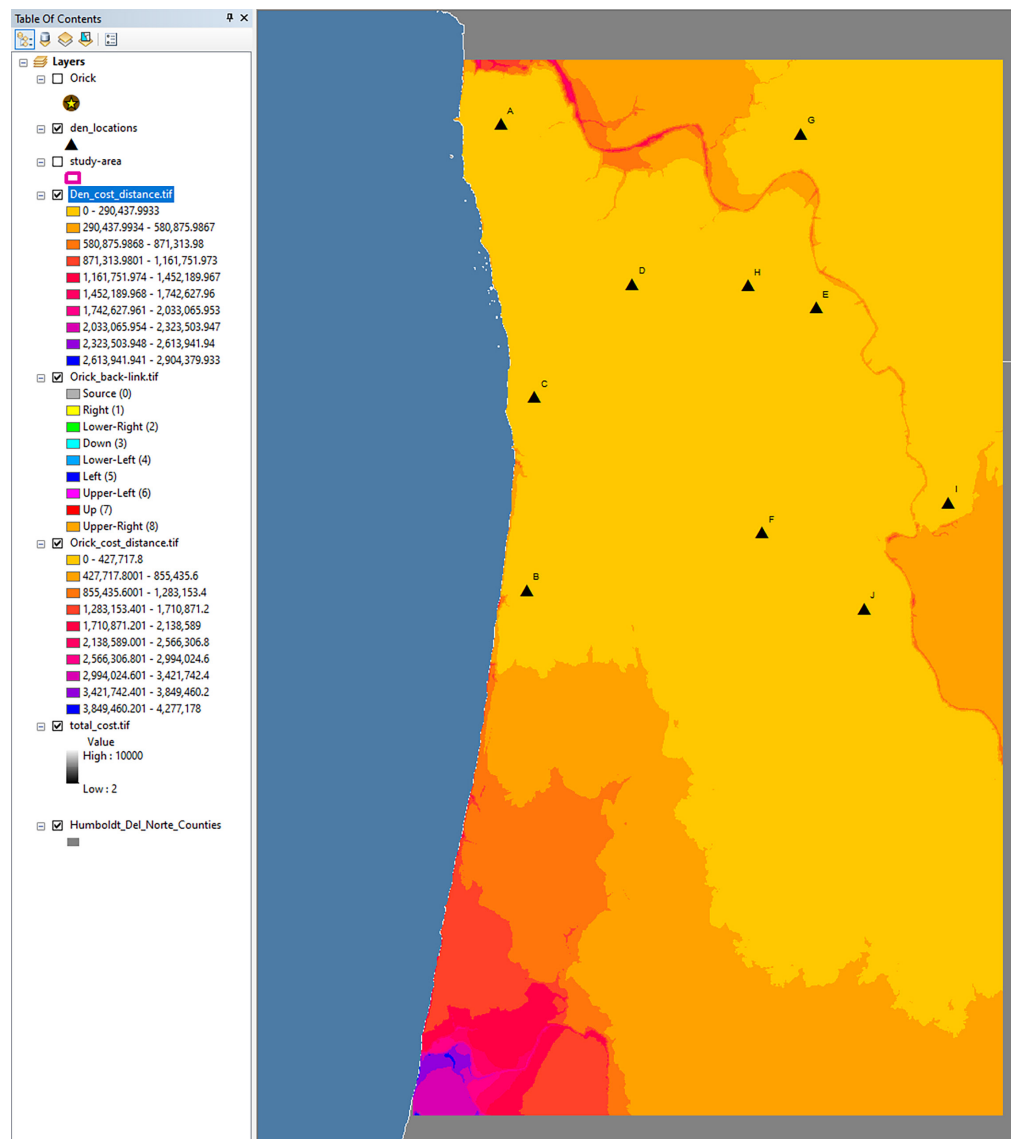 Table Of Contents
Layers
Orick
den_locations
study-area
Den_cost_distance.tif
0 - 290,437.9933
290,437.9934 - 580,875.9867
580,875.9868 - 871,313.98
871,313.9801 - 1,161,751.973
1,161,751.974 - 1,452,189.967
1,452,189.968 - 1,742,627.96
1,742,627.961 - 2,033,065.953
2,033,065.954 - 2,323,503.947
2,323,503.948 - 2,613,941.94
2,613,941.941 - 2,904,379.933
Orick_back-link.tif
Source (0)
Right (1)
Lower-Right (2)
Down (3)
Lower-Left (4)
Left (5)
Upper-Left (6)
Up (7)
Upper-Right (8)
Orick_cost_distance.tif
0 - 427,717.8
427,717.8001 - 855,435.6
855,435.6001 - 1,283,153.4
1,283,153.401 - 1,710,871.2
1,710,871.201 - 2,138,589
2,138,589.001 - 2,566,306.8
2,566,306.801 - 2,994,024.6
2,994,024.601 - 3,421,742.4
3,421,742.401 - 3,849,460.2
3,849,460.201 - 4,277,178
total_cost.tif
Value
High : 10000
Low : 2
Humboldt_Del_Norte_Counties
A
G
D
H
E
C
I
F
B
J